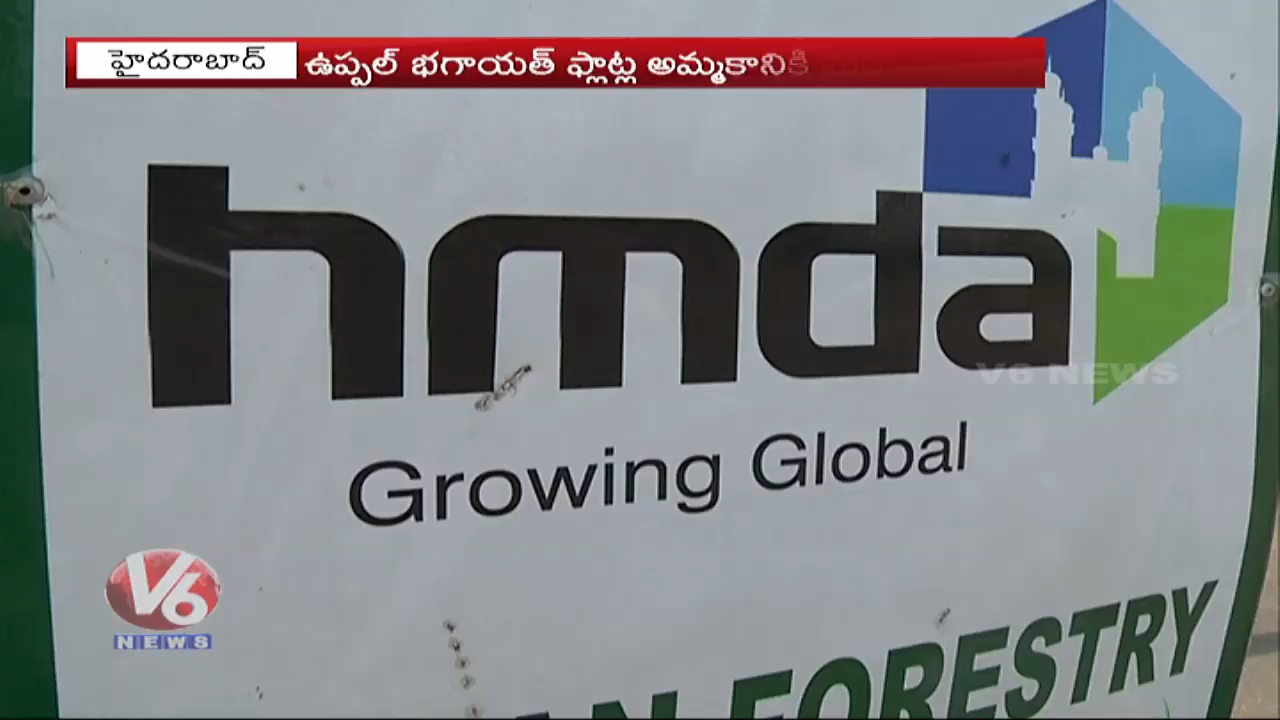 హైదరాబాద్ ఉప్పల్ భగాయత్ ఫ్లాట్ల అమ్మకాని
hmda
V6 NEWS
Growing Global
V6
NEWS
FORESTRY